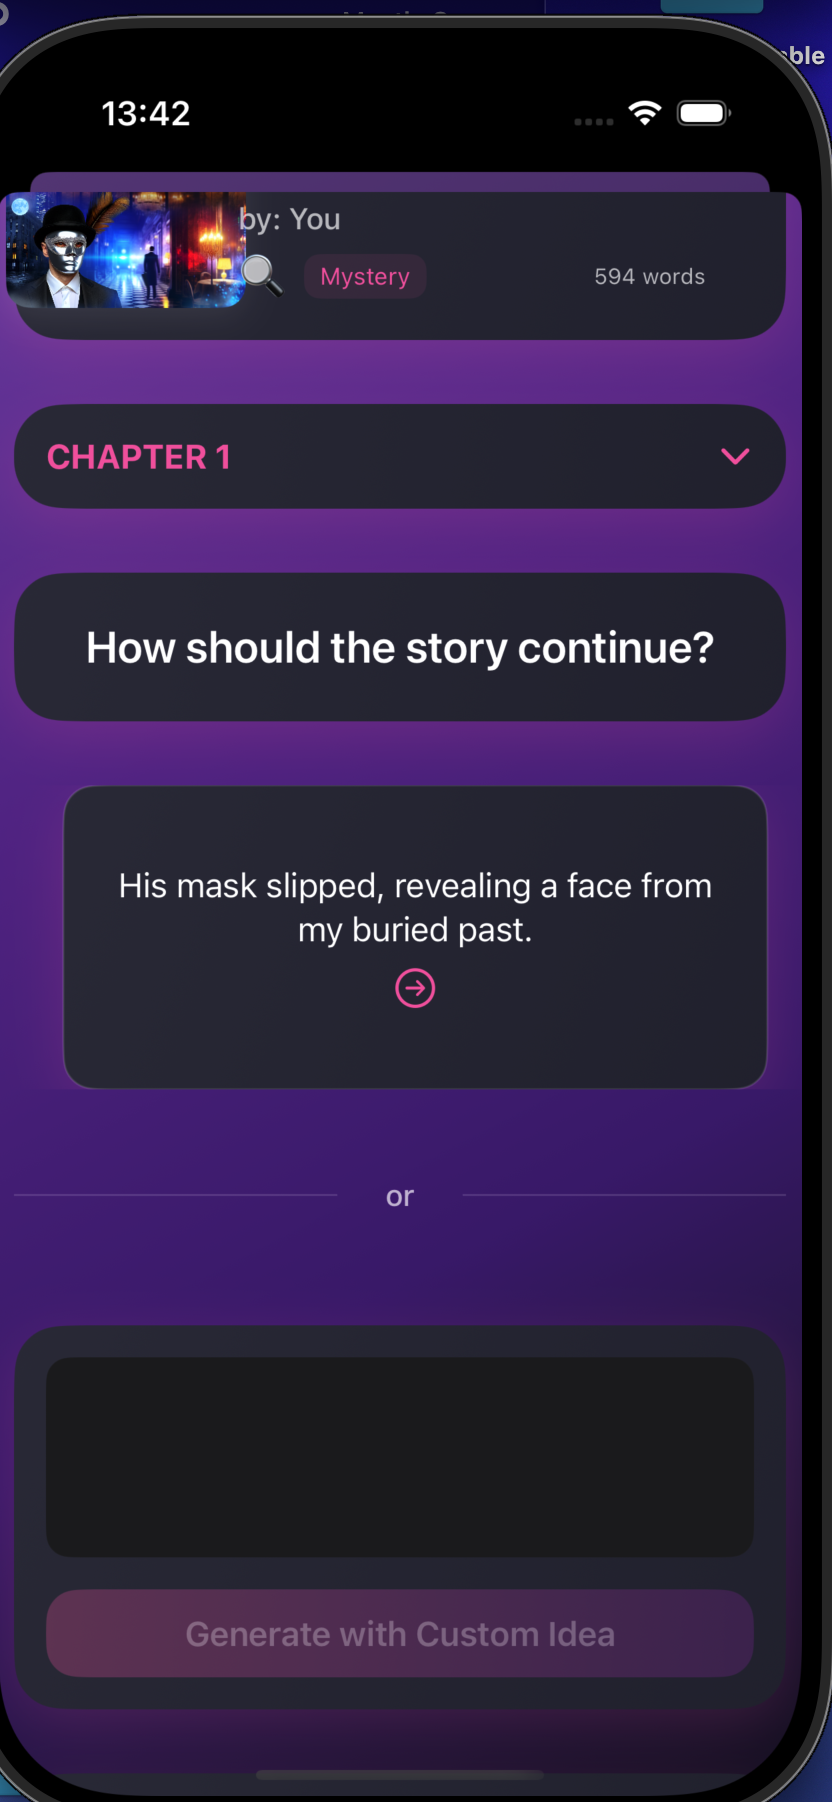 ble
13:42
by: You
Mystery
594 words
CHAPTER 1
How should the story continue?
His mask slipped, revealing a face from
my buried past.
or
Generate with Custom Idea